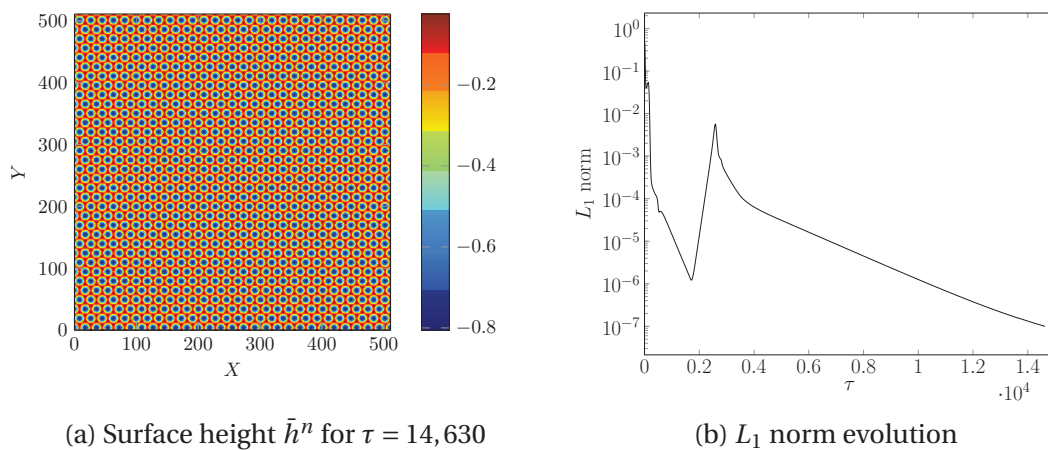 500
400
300
200
100
0
Y
0 100 200 300 400 500
X
−0.2
−0.4
−0.6
−0.8
(a) Surface height h̄ⁿ for τ = 14,630
10⁰
10⁻¹
10⁻²
10⁻³
10⁻⁴
10⁻⁵
10⁻⁶
10⁻⁷
L₁ norm
0 0.2 0.4 0.6 0.8 1 1.2 1.4
τ
·10⁴
(b) L₁ norm evolution